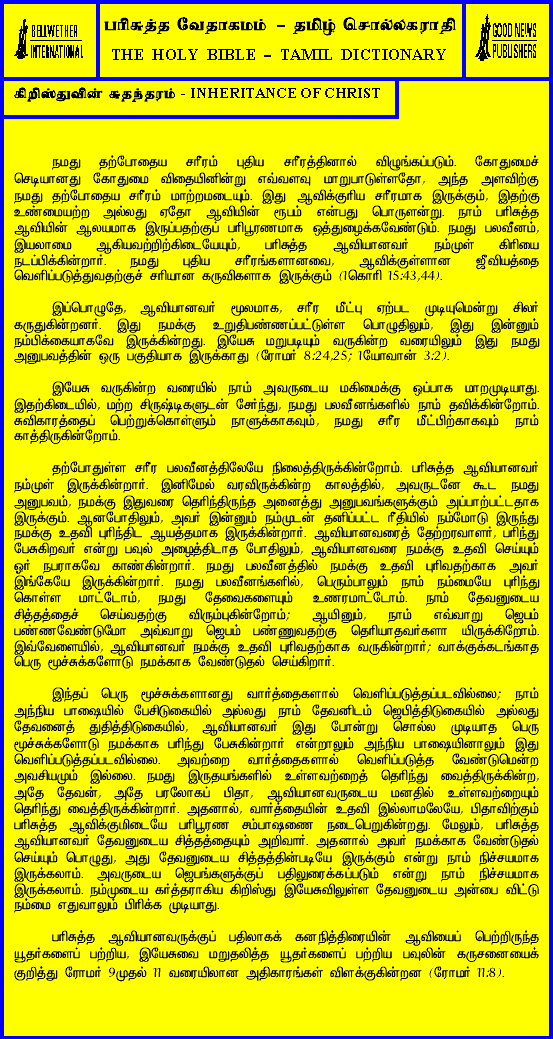 BELLWETHER
INTERNATIONAL
பரிசுத்த வேதாகமம் – தமிழ் சொல்லகராதி
THE HOLY BIBLE – TAMIL DICTIONARY
GOOD NEWS
PUBLISHERS
கிறிஸ்துவின் சுதந்தரம் - INHERITANCE OF CHRIST
நமது தற்போதைய சரீரம் புதிய சரீரத்தினால் விழுங்கப்படும். கோதுமைச்
செடியானது கோதுமை விதையினின்று எவ்வளவு மாறுபாடுள்ளதோ, அந்த அளவிற்கு
நமது தற்போதைய சரீரம் மாற்றமடையும். இது ஆவிக்குரிய சரீரமாக இருக்கும், இதற்கு
உண்மையற்ற அல்லது ஏதோ ஆவியின் ரூபம் என்பது பொருளன்று. நாம் பரிசுத்த
ஆவியின் ஆலயமாக இருப்பதற்குப் பரிபூரணமாக ஒத்துழைக்கவேண்டும். நமது பலவீனம்,
இயலாமை ஆகியவற்றிற்கிடையேயும், பரிசுத்த ஆவியானவர் நம்முள் கிரியை
நடப்பிக்கின்றார். நமது புதிய சரீரங்களானவை, ஆவிக்குள்ளான ஜீவியத்தை
வெளிப்படுத்துவதற்குச் சரியான கருவிகளாக இருக்கும் (1கொரி 15:43,44).
இப்பொழுதே, ஆவியானவர் மூலமாக, சரீர மீட்பு ஏற்பட முடியுமென்று சிலர்
கருதுகின்றனர். இது நமக்கு உறுதிபண்ணப்பட்டுள்ள பொழுதிலும், இது இன்னும்
நம்பிக்கையாகவே இருக்கின்றது. இயேசு மறுபடியும் வருகின்ற வரையிலும் இது நமது
அனுபவத்தின் ஒரு பகுதியாக இருக்காது (ரோமர் 8:24,25; 1யோவான் 3:2).
இயேசு வருகின்ற வரையில் நாம் அவருடைய மகிமைக்கு ஒப்பாக மாறமுடியாது.
இதற்கிடையில், மற்ற சிருஷ்டிகளுடன் சேர்ந்து, நமது பலவீனங்களில் நாம் தவிக்கின்றோம்.
சுவிகாரத்தைப் பெற்றுக்கொள்ளும் நாளுக்காகவும், நமது சரீர மீட்பிற்காகவும் நாம்
காத்திருகின்றோம்.
தற்போதுள்ள சரீர பலவீனத்திலேயே நிலைத்திருக்கின்றோம். பரிசுத்த ஆவியானவர்
நம்முள் இருக்கின்றார். இனிமேல் வரவிருக்கின்ற காலத்தில், அவருடனே கூட நமது
அனுபவம், நமக்கு இதுவரை தெரிந்திருந்த அனைத்து அனுபவங்களுக்கும் அப்பாற்பட்டதாக
இருக்கும். ஆனபோதிலும், அவர் இன்னும் நம்முடன் தனிப்பட்ட ரீதியில் நம்மோடு இருந்து
நமக்கு உதவி புரிந்திட ஆயத்தமாக இருக்கின்றார். ஆவியானவரைத் தேற்றரவாளர், பரிந்து
பேசுகிறவர் என்று பவுல் அழைத்திடாத போதிலும், ஆவியானவரை நமக்கு உதவி செய்யும்
ஓர் நபராகவே காண்கின்றார். நமது பலவீனத்தில் நமக்கு உதவி புரிவதற்காக அவர்
இங்கேயே இருக்கின்றார். நமது பலவீனங்களில், பெரும்பாலும் நாம் நம்மையே புரிந்து
கொள்ள மாட்டோம், நமது தேவைகளையும் உணரமாட்டோம். நாம் தேவனுடைய
சித்தத்தைச் செய்வதற்கு விரும்புகின்றோம்; ஆயினும், நாம் எவ்வாறு ஜெபம்
பண்ணவேண்டுமோ அவ்வாறு ஜெபம் பண்ணுவதற்கு தெரியாதவர்களா யிருக்கிறோம்.
இவ்வேளையில், ஆவியானவர் நமக்கு உதவி புரிவதற்காக வருகின்றார்; வாக்குக்கடங்காத
பெரு மூச்சுக்களோடு நமக்காக வேண்டுதல் செய்கிறார்.
இந்தப் பெரு மூச்சுக்களானது வார்த்தைகளால் வெளிப்படுத்தப்படவில்லை; நாம்
அந்நிய பாஷையில் பேசிடுகையில் அல்லது நாம் தேவனிடம் ஜெபித்திடுகையில் அல்லது
தேவனைத் துதித்திடுகையில், ஆவியானவர் இது போன்று சொல்ல முடியாத பெரு
மூச்சுக்களோடு நமக்காக பரிந்து பேசுகின்றார் என்றாலும் அந்நிய பாஷையினாலும் இது
வெளிப்படுத்தப்படவில்லை. அவற்றை வார்த்தைகளால் வெளிப்படுத்த வேண்டுமென்ற
அவசியமும் இல்லை. நமது இருதயங்களில் உள்ளவற்றைத் தெரிந்து வைத்திருக்கின்ற,
அதே தேவன், அதே பரலோகப் பிதா, ஆவியானவருடைய மனதில் உள்ளவற்றையும்
தெரிந்து வைத்திருக்கின்றார். அதனால், வார்த்தையின் உதவி இல்லாமலேயே, பிதாவிற்கும்
பரிசுத்த ஆவிக்குமிடையே பரிபூரண சம்பாஷணை நடைபெறுகின்றது. மேலும், பரிசுத்த
ஆவியானவர் தேவனுடைய சித்தத்தையும் அறிவார். அதனால் அவர் நமக்காக வேண்டுதல்
செய்யும் பொழுது, அது தேவனுடைய சித்தத்தின்படியே இருக்கும் என்று நாம் நிச்சயமாக
இருக்கலாம். அவருடைய ஜெபங்களுக்குப் பதிலுரைக்கப்படும் என்று நாம் நிச்சயமாக
இருக்கலாம். நம்முடைய கர்த்தராகிய கிறிஸ்து இயேசுவிலுள்ள தேவனுடைய அன்பை விட்டு
நம்மை எதுவாலும் பிரிக்க முடியாது.
பரிசுத்த ஆவியானவருக்குப் பதிலாகக் கனநித்திரையின் ஆவியைப் பெற்றிருந்த
யூதர்களைப் பற்றிய, இயேசுவை மறுதலித்த யூதர்களைப் பற்றிய பவுலின் கருசனையைக்
குறித்து ரோமர் 9முதல் 11 வரையிலான அதிகாரங்கள் விளக்குகின்றன (ரோமர் 11:8).